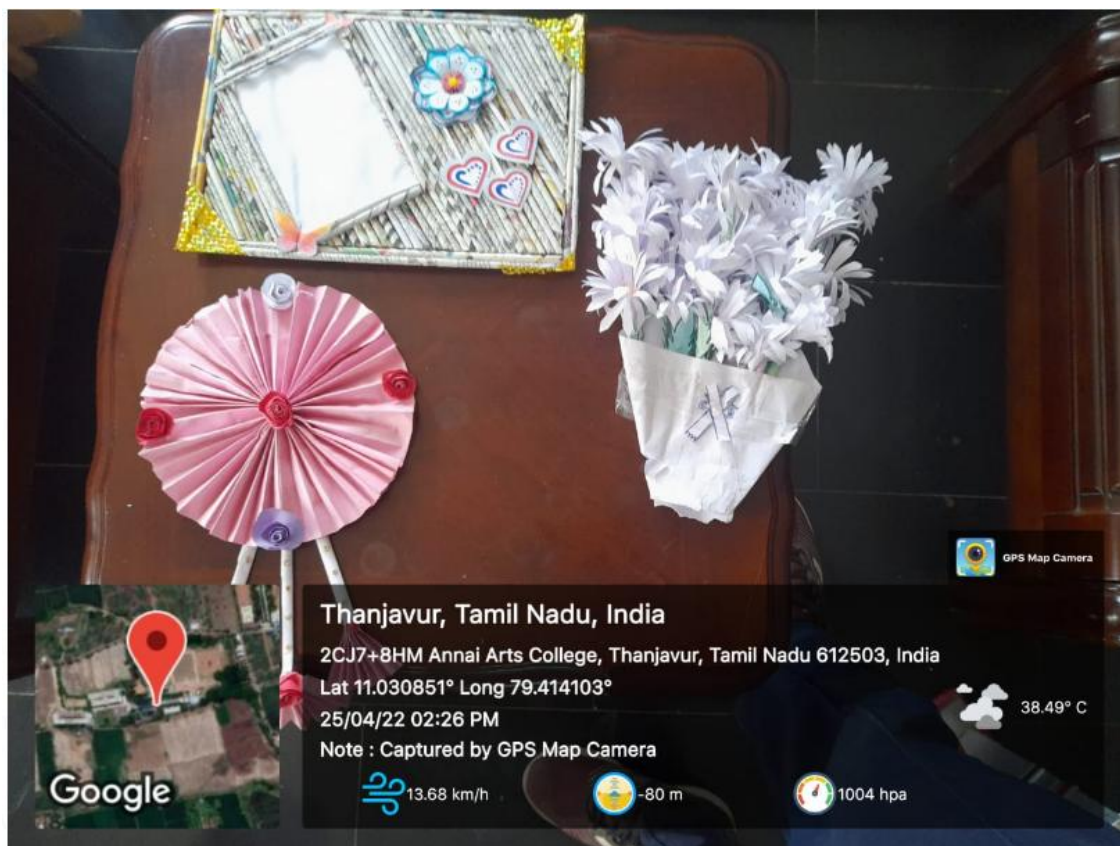 GPS Map Camera
Thanjavur, Tamil Nadu, India
2CJ7+8HM Annai Arts College, Thanjavur, Tamil Nadu 612503, India
Lat 11.030851° Long 79.414103°
25/04/22 02:26 PM
Note : Captured by GPS Map Camera
38.49° C
Google
13.68 km/h
-80 m
1004 hpa